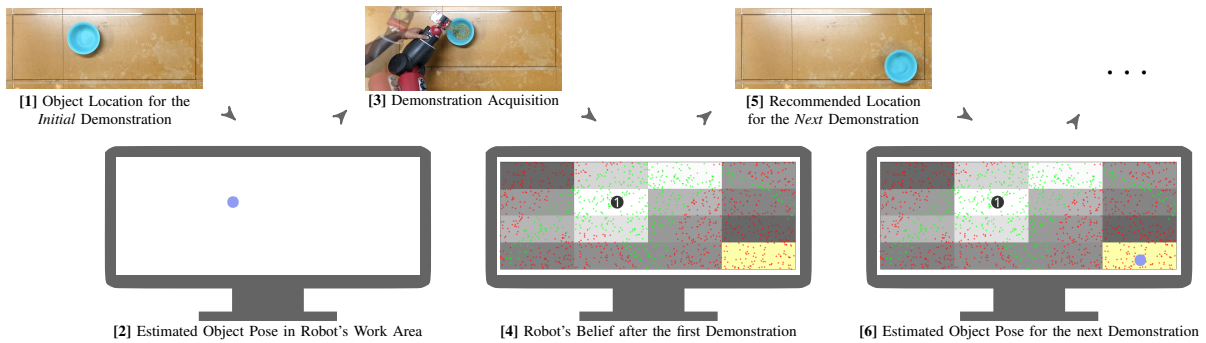 [1] Object Location for the
Initial Demonstration
[3] Demonstration Acquisition
[5] Recommended Location
for the Next Demonstration
. . .
1
1
[2] Estimated Object Pose in Robot's Work Area
[4] Robot's Belief after the first Demonstration
[6] Estimated Object Pose for the next Demonstration